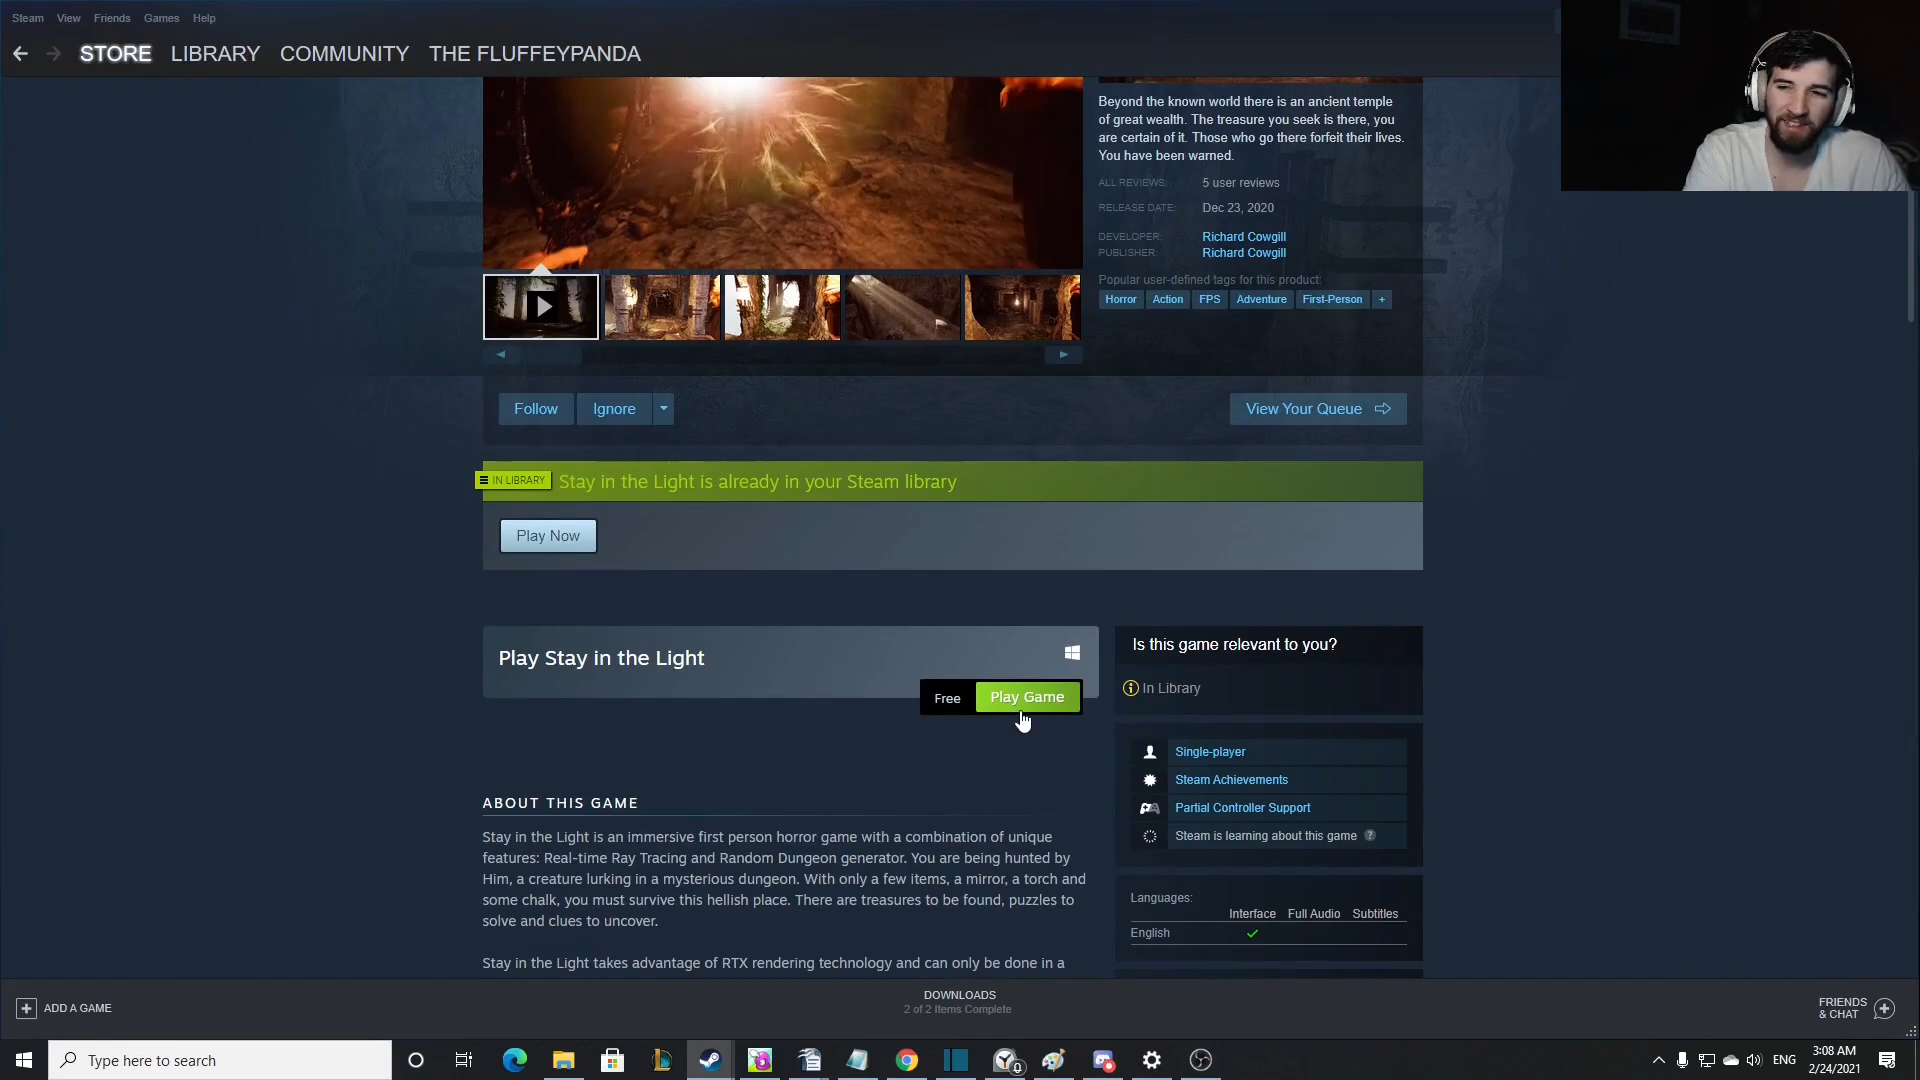 Steam View Friends Games Help
STORE LIBRARY COMMUNITY THE FLUFFEYPANDA
Beyond the known world there is an ancient temple
of great wealth. The treasure you seek is there, you
are certain of it. Those who go there forfeit their lives.
You have been warned.
ALL REVIEWS: 5 user reviews
RELEASE DATE: Dec 23, 2020
DEVELOPER: Richard Cowgill
PUBLISHER: Richard Cowgill
Popular user-defined tags for this product:
Horror Action FPS Adventure First-Person +
Follow Ignore View Your Queue
IN LIBRARY Stay in the Light is already in your Steam library
Play Now
Play Stay in the Light
Free Play Game
Is this game relevant to you?
In Library
Single-player
Steam Achievements
Partial Controller Support
Steam is learning about this game ?
ABOUT THIS GAME
Stay in the Light is an immersive first person horror game with a combination of unique
features: Real-time Ray Tracing and Random Dungeon generator. You are being hunted by
Him, a creature lurking in a mysterious dungeon. With only a few items, a mirror, a torch and
some chalk, you must survive this hellish place. There are treasures to be found, puzzles to
solve and clues to uncover.
Stay in the Light takes advantage of RTX rendering technology and can only be done in a
Languages:
Interface Full Audio Subtitles
English
ADD A GAME
DOWNLOADS
2 of 2 Items Complete
FRIENDS
& CHAT
Type here to search
ENG
3:08 AM
2/24/2021